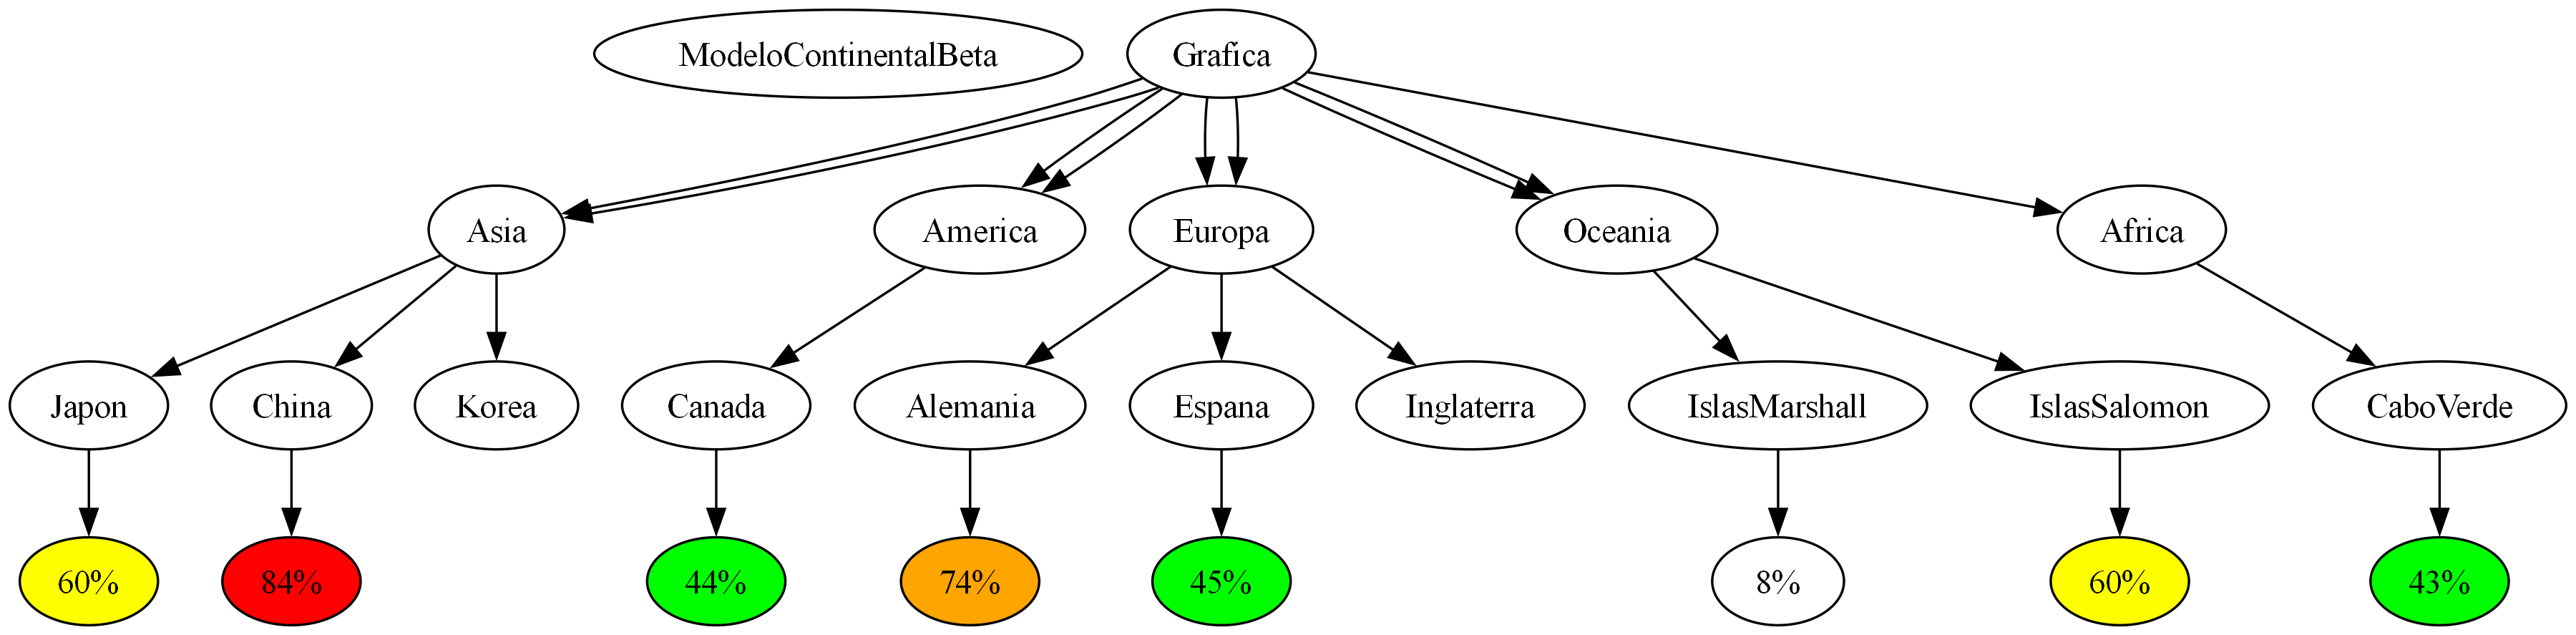 ModeloContinentalBeta
Grafica
Asia
America
Europa
Oceania
Africa
Japon
China
Korea
Canada
Alemania
Espana
Inglaterra
IslasMarshall
IslasSalomon
CaboVerde
60%
84%
44%
74%
45%
8%
60%
43%